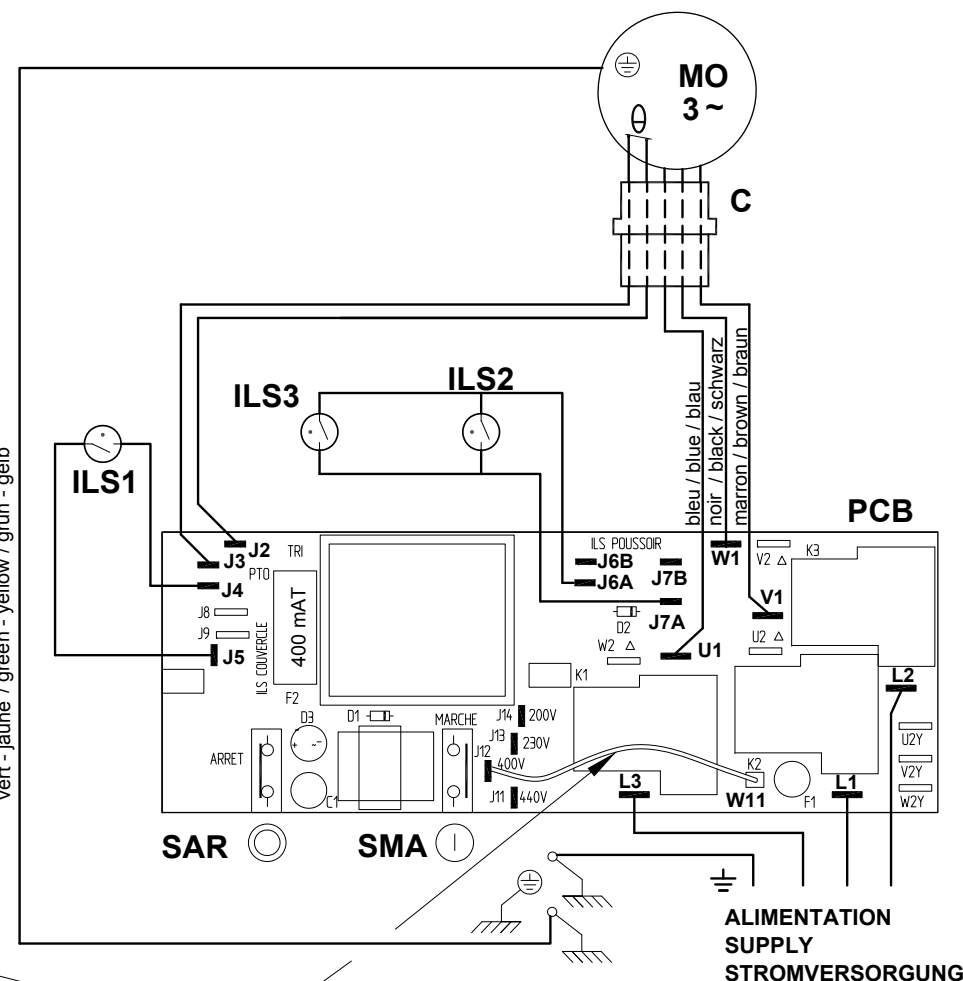 MO
3 ~
θ
C
ILS3
ILS2
ILS1
vert - jaune / green - yellow / grün - gelb
bleu / blue / blau
noir / black / schwarz
marron / brown / braun
PCB
J2
J3
TRI
PTO
J4
J8
J9
J5
ILS COUVERCLE
400 mAT
F2
ILS POUSSOIR
J6B
J6A
J7B
J7A
D2
W1
V2 △
K3
V1
U2 △
W2 △
U1
K1
L2
D3
D1
MARCHE
ARRET
C1
J14 200V
J13 230V
J12 400V
J11 440V
K2
W11
F1
L3
L1
U2Y
V2Y
W2Y
SAR
SMA
ALIMENTATION
SUPPLY
STROMVERSORGUNG